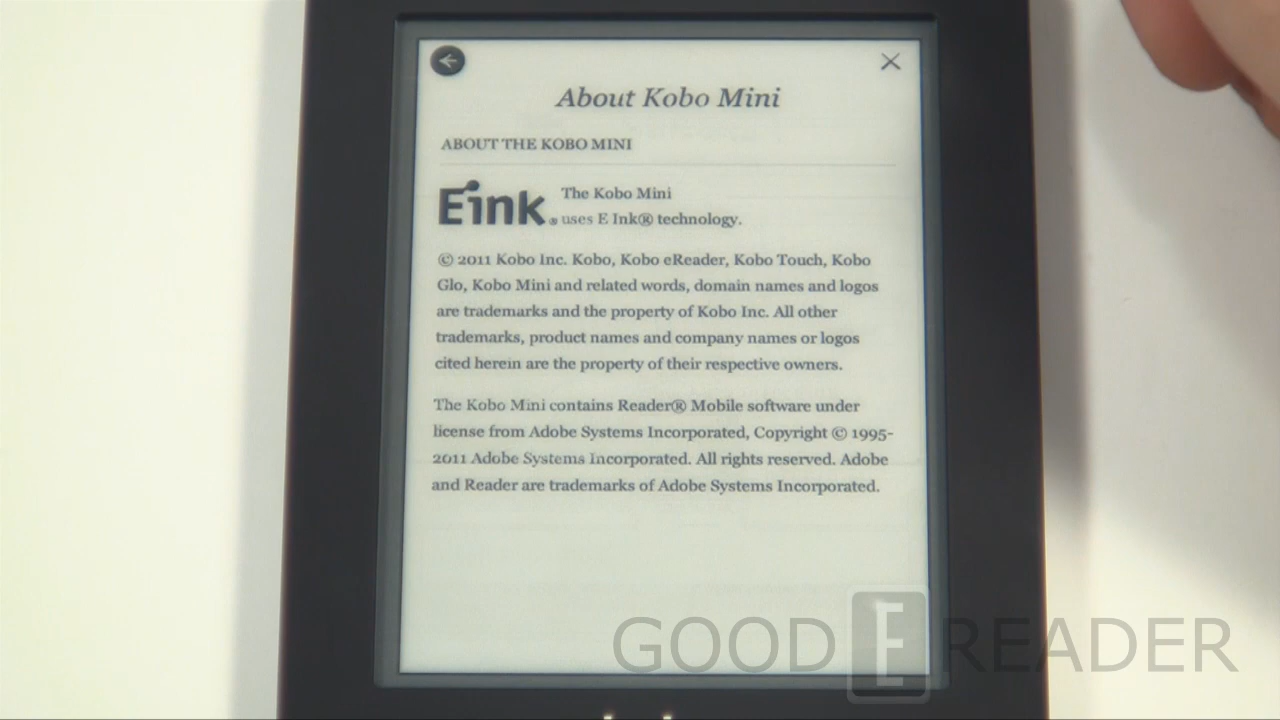 About Kobo Mini
ABOUT THE KOBO MINI
Eink®
The Kobo Mini
uses E Ink® technology.
© 2011 Kobo Inc. Kobo, Kobo eReader, Kobo Touch, Kobo
Glo, Kobo Mini and related words, domain names and logos
are trademarks and the property of Kobo Inc. All other
trademarks, product names and company names or logos
cited herein are the property of their respective owners.
The Kobo Mini contains Reader® Mobile software under
license from Adobe Systems Incorporated, Copyright © 1995-
2011 Adobe Systems Incorporated. All rights reserved. Adobe
and Reader are trademarks of Adobe Systems Incorporated.
GOOD E READER